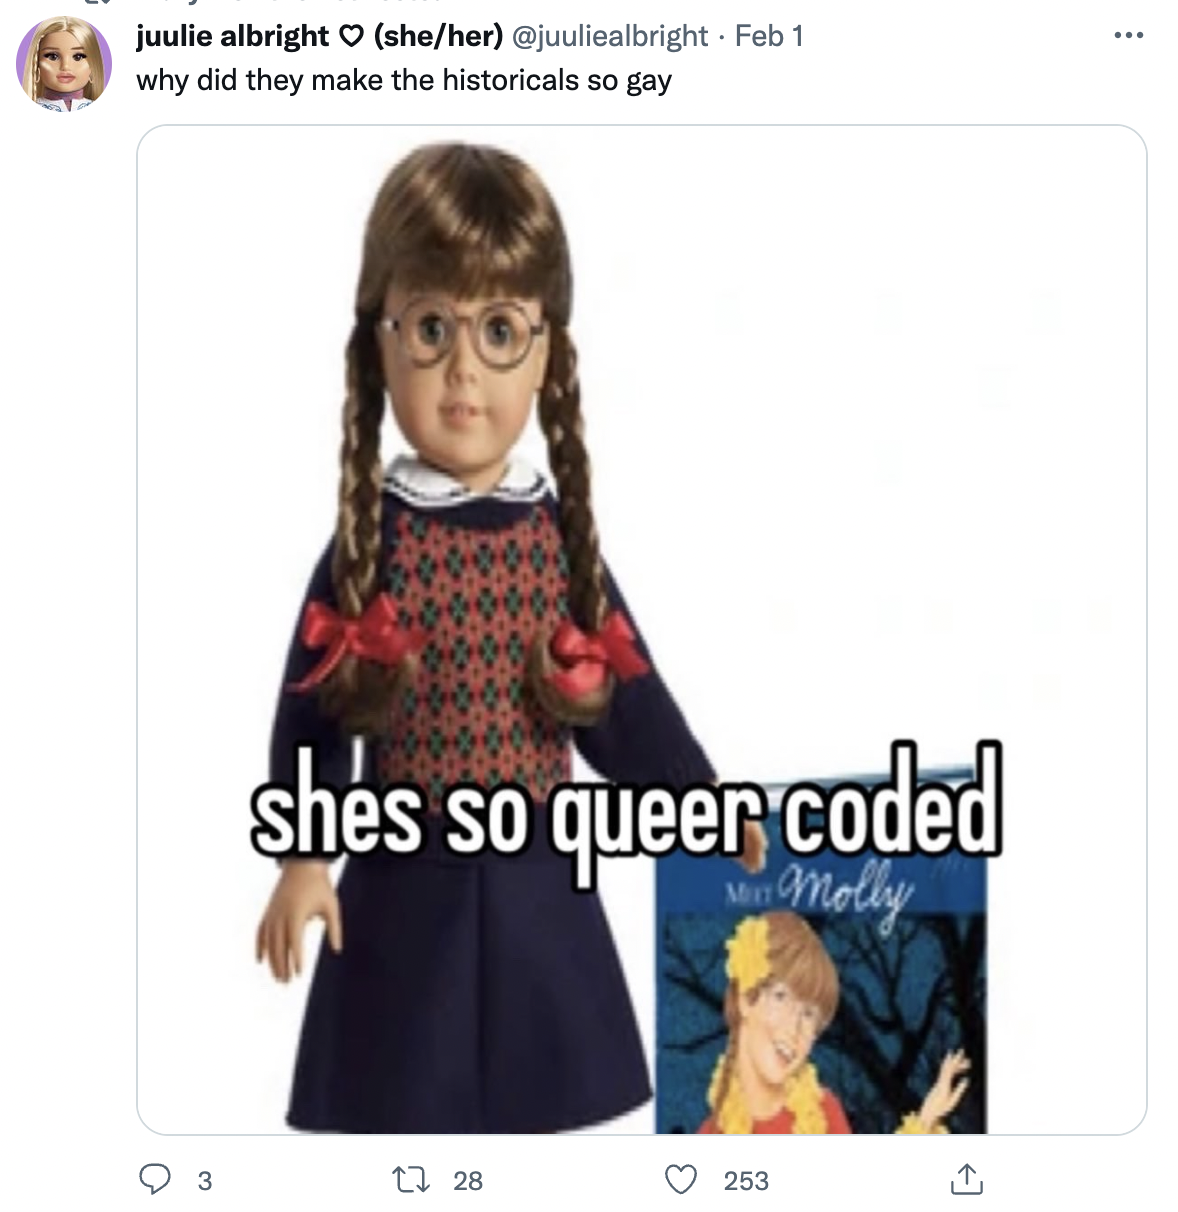 juulie albright ♡ (she/her) @juuliealbright · Feb 1
why did they make the historicals so gay
shes so queer coded
MEET Molly
3 28 253